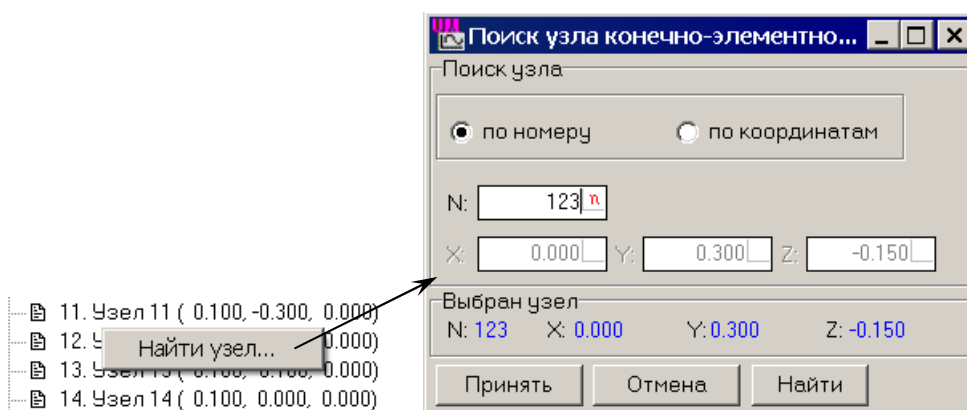 Поиск узла конечно-элементно...
Поиск узла
по номеру по координатам
N: 123 n
X: 0.000 Y: 0.300 Z: -0.150
Выбран узел
N: 123 X: 0.000 Y: 0.300 Z: -0.150
Принять Отмена Найти
11. Узел 11 ( 0.100, -0.300, 0.000)
12. 0.000)
Найти узел...
13. 0.000)
14. Узел 14 ( 0.100, 0.000, 0.000)